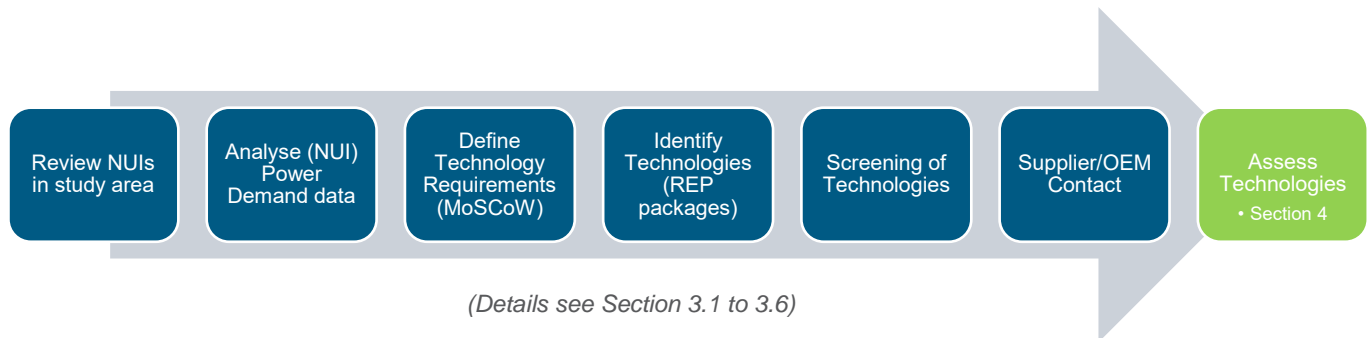 Review NUIs
in study area
Analyse (NUI)
Power
Demand data
Define
Technology
Requirements
(MoSCoW)
Identify
Technologies
(REP
packages)
Screening of
Technologies
Supplier/OEM
Contact
Assess
Technologies
• Section 4
(Details see Section 3.1 to 3.6)